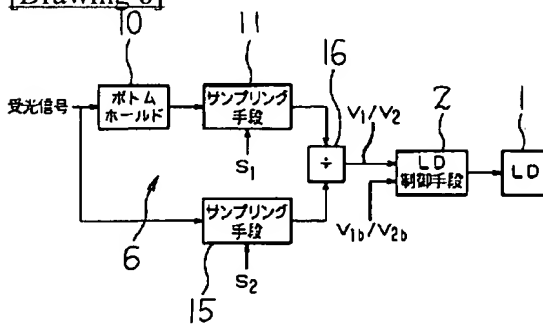 [Drawing 6]
10
11
16
2
1
受光信号
ボトム
ホールド
サンプリング
手段
÷
V₁/V₂
LD
制御手段
LD
S₁
V₁b/V₂b
6
サンプリング
手段
15
S₂